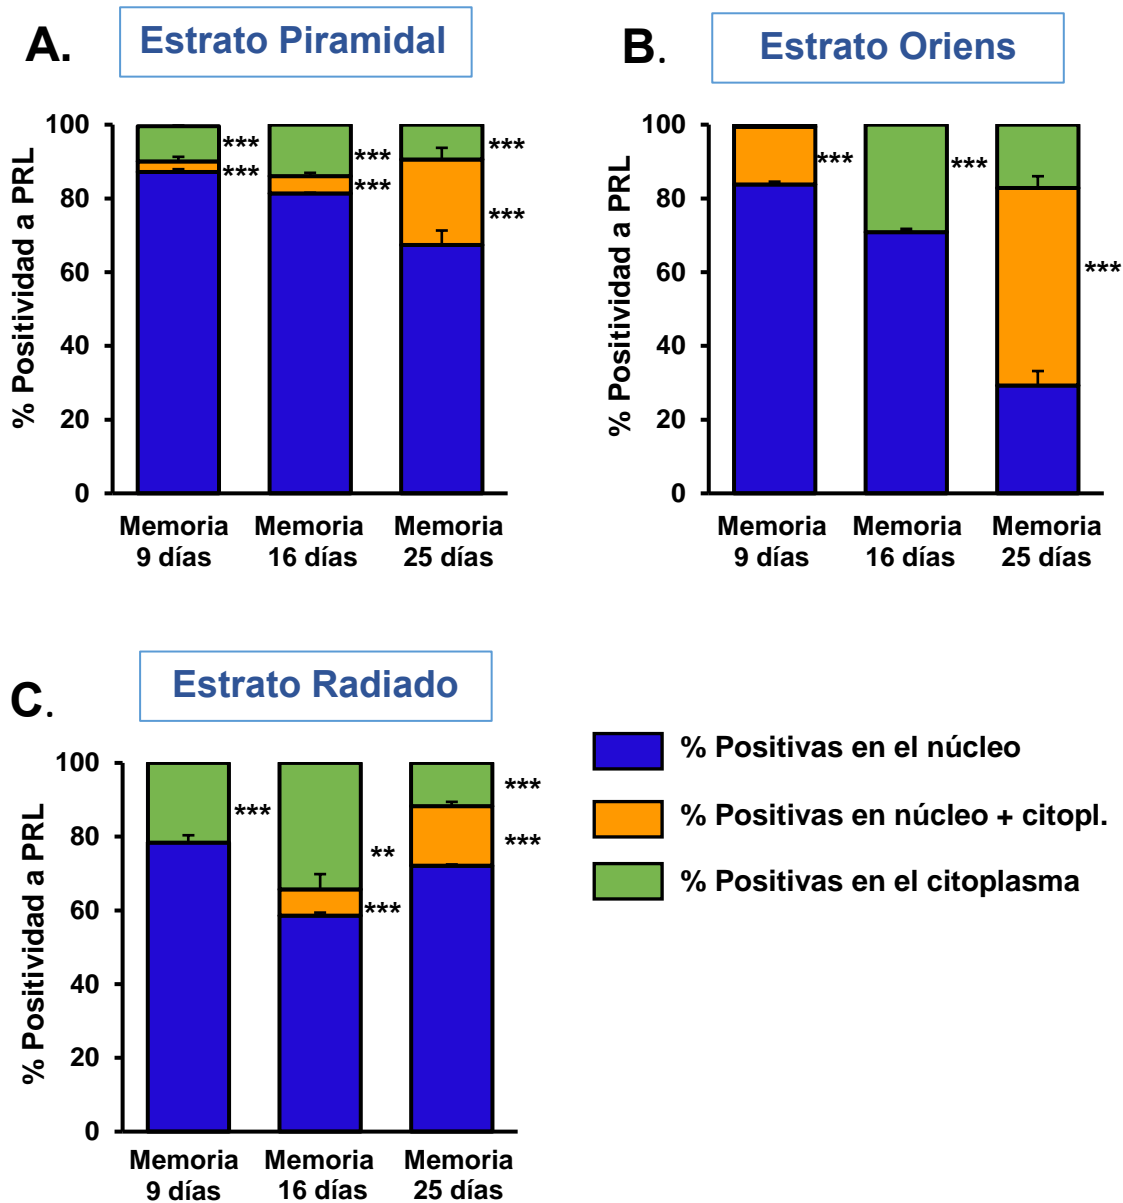 A.
Estrato Piramidal
% Positividad a PRL
100
80
60
40
20
0
***
***
***
***
***
***
Memoria
9 días
Memoria
16 días
Memoria
25 días
B.
Estrato Oriens
% Positividad a PRL
100
80
60
40
20
0
***
***
***
Memoria
9 días
Memoria
16 días
Memoria
25 días
C.
Estrato Radiado
% Positividad a PRL
100
80
60
40
20
0
***
**
***
***
***
Memoria
9 días
Memoria
16 días
Memoria
25 días
% Positivas en el núcleo
% Positivas en núcleo + citopl.
% Positivas en el citoplasma